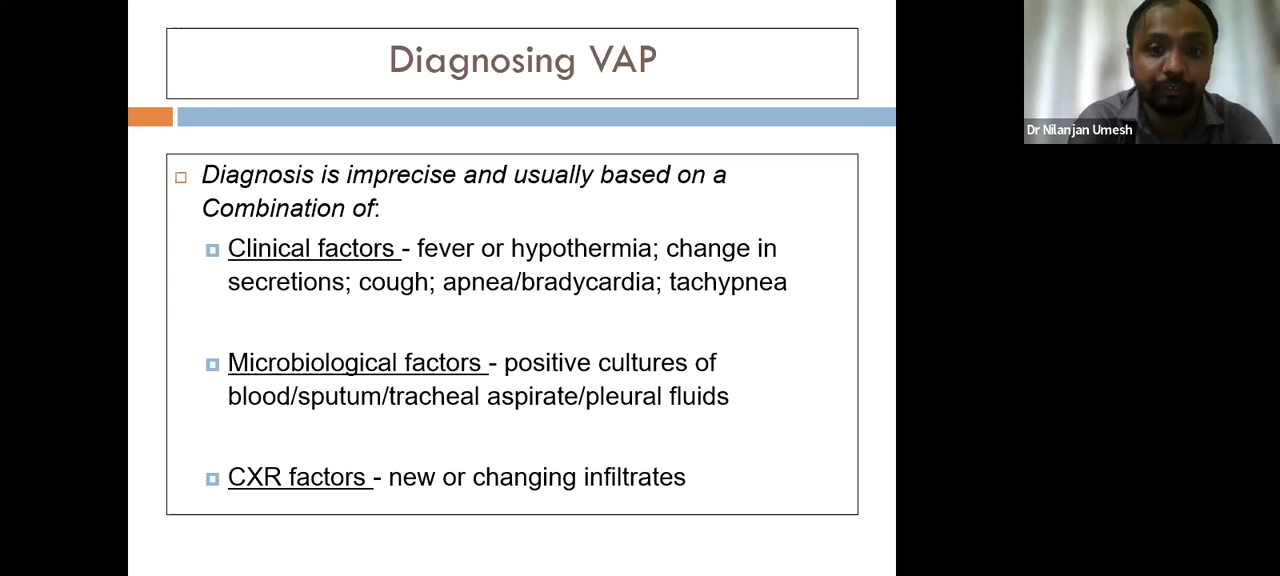 Diagnosing VAP
Dr Nilanjan Umesh
Diagnosis is imprecise and usually based on a
Combination of:
Clinical factors - fever or hypothermia; change in
secretions; cough; apnea/bradycardia; tachypnea
Microbiological factors - positive cultures of
blood/sputum/tracheal aspirate/pleural fluids
CXR factors - new or changing infiltrates